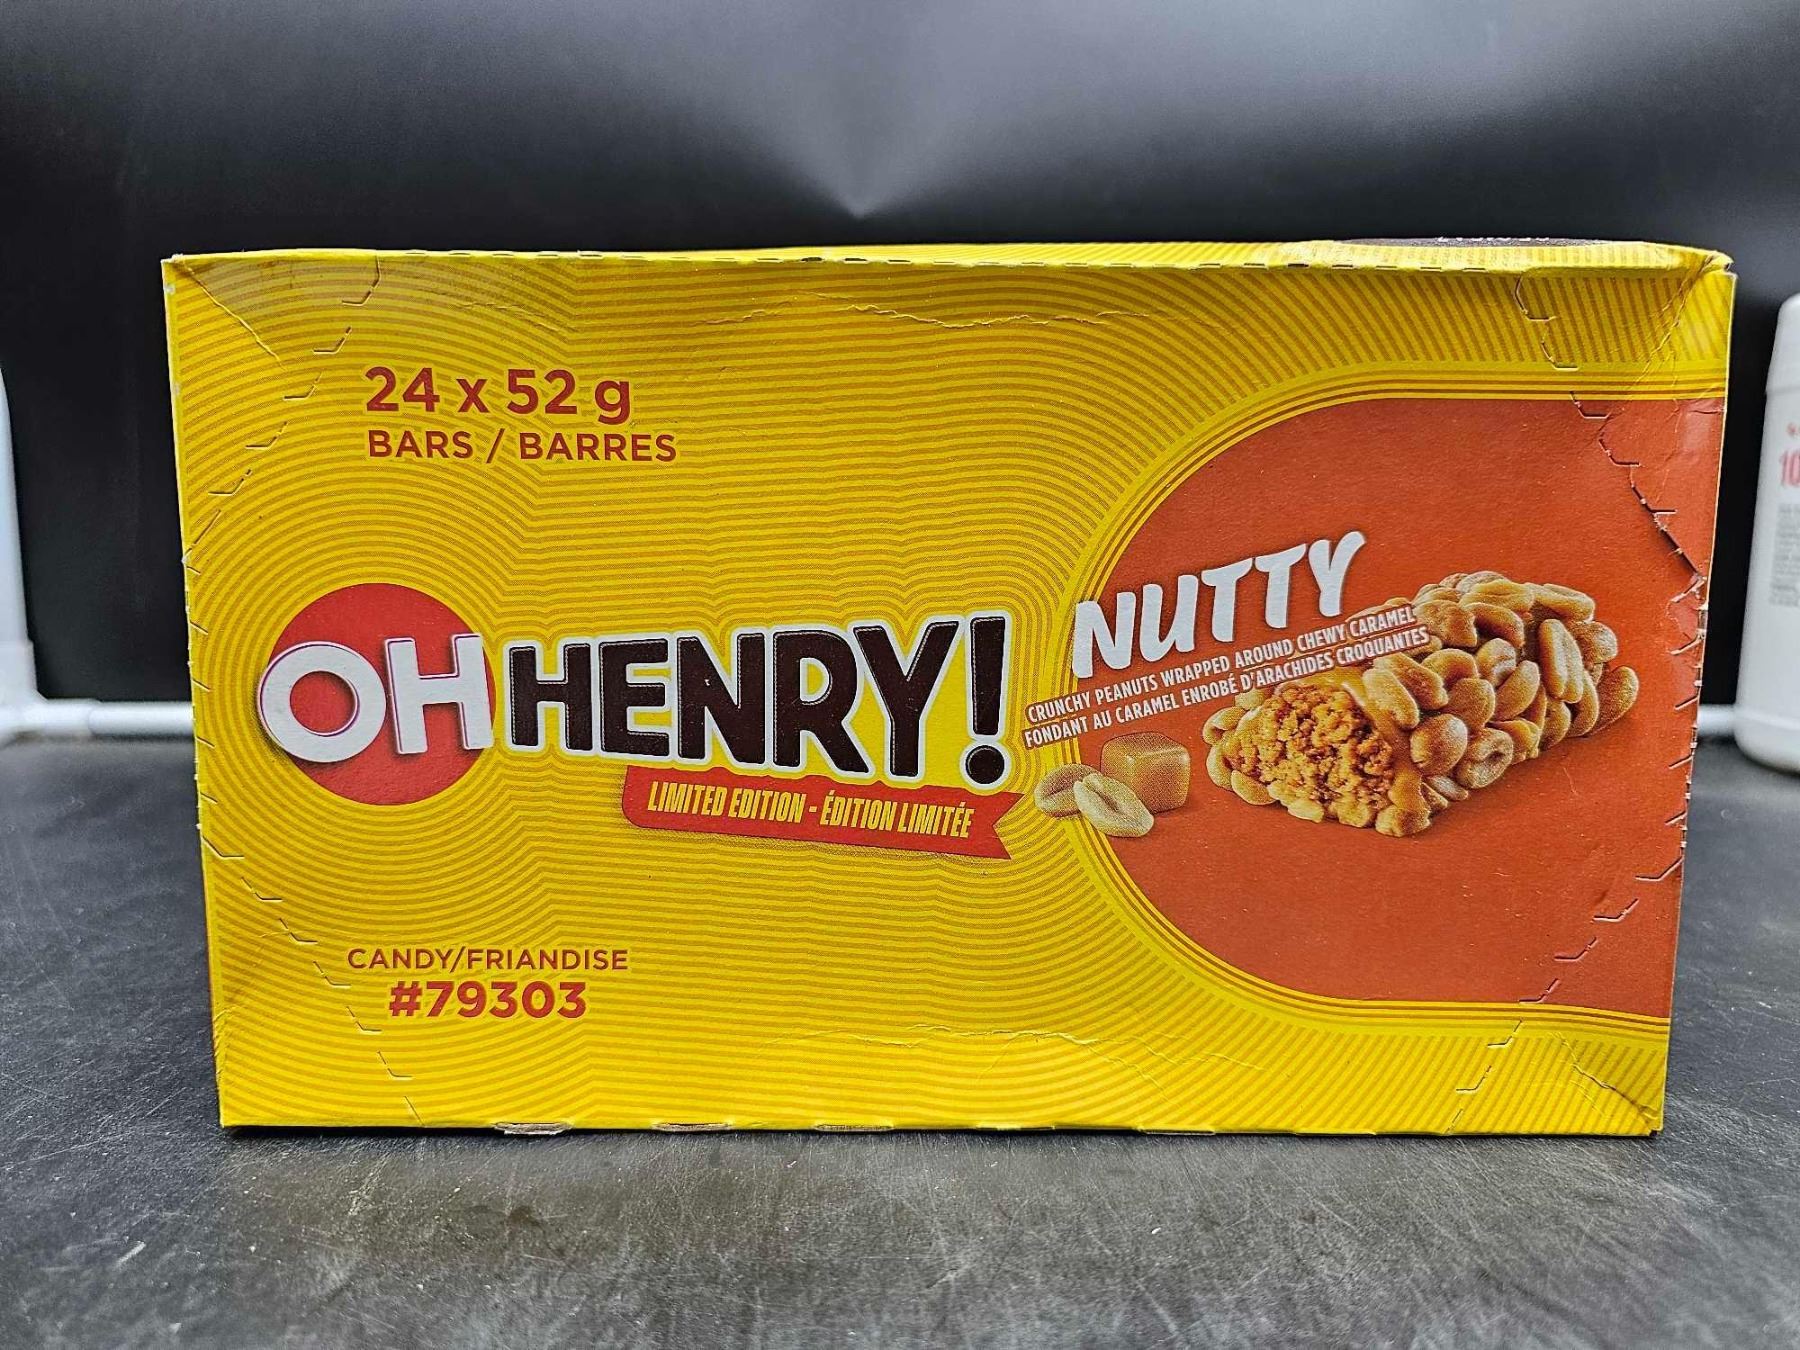 24 x 52 g
BARS / BARRES
OH HENRY!
LIMITED EDITION - ÉDITION LIMITÉE
NUTTY
CRUNCHY PEANUTS WRAPPED AROUND CHEWY CARAMEL
FONDANT AU CARAMEL ENROBÉ D'ARACHIDES CROQUANTES
CANDY/FRIANDISE
#79303
10